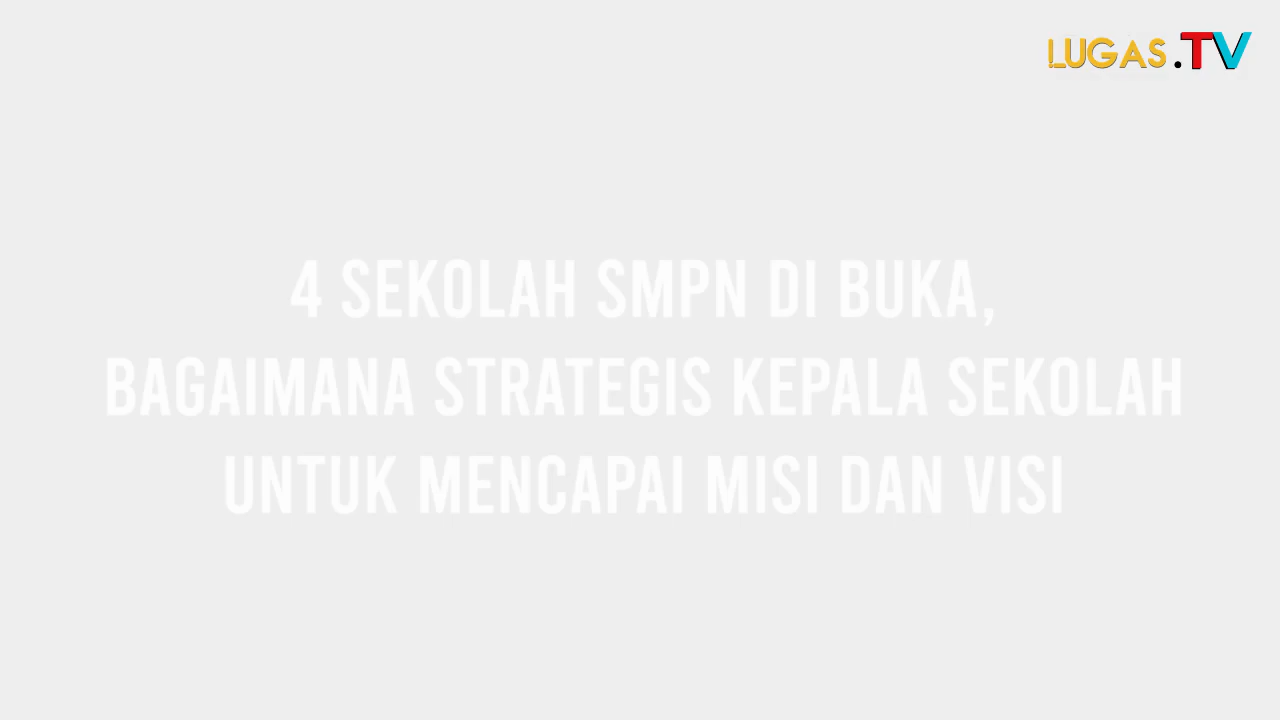 LUGAS.TV
4 SEKOLAH SMPN DI BUKA,
BAGAIMANA STRATEGIS KEPALA SEKOLAH
UNTUK MENCAPAI MISI DAN VISI